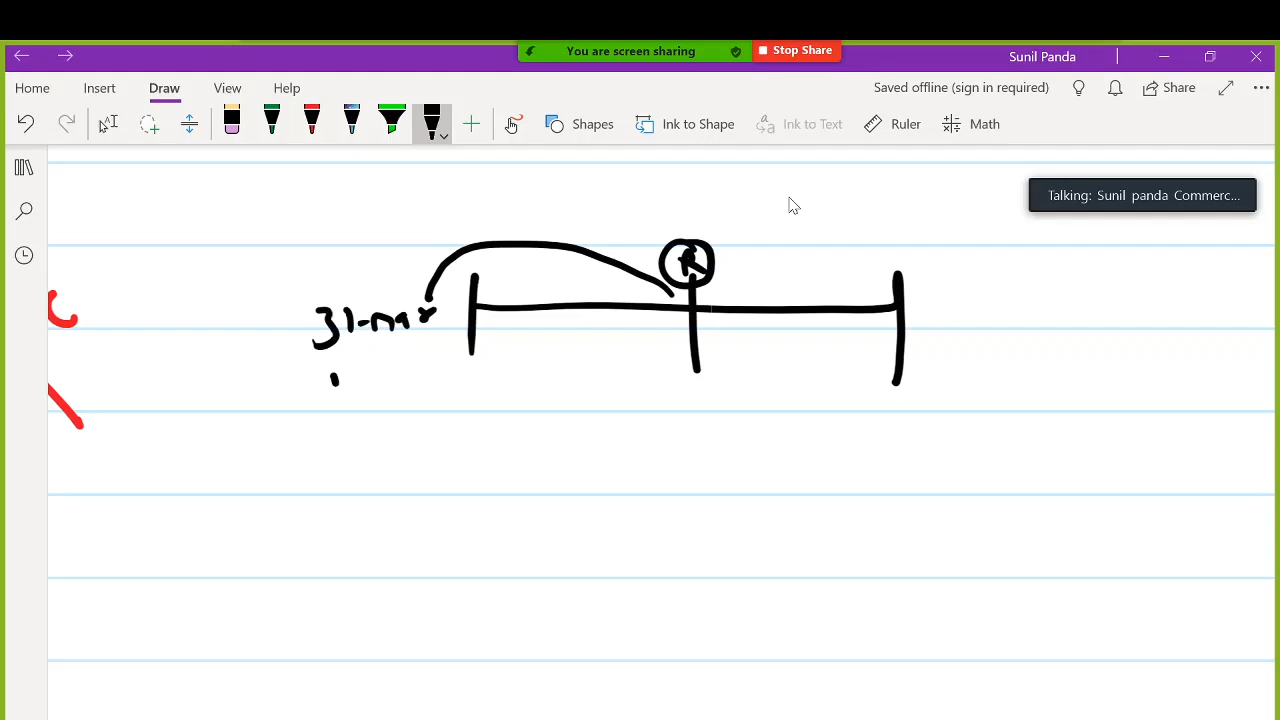 You are screen sharing
Stop Share
Sunil Panda
Home Insert Draw View Help
Saved offline (sign in required)
Share
Shapes
Ink to Shape
Ink to Text
Ruler
Math
Talking: Sunil panda Commerc...
R
31-mar